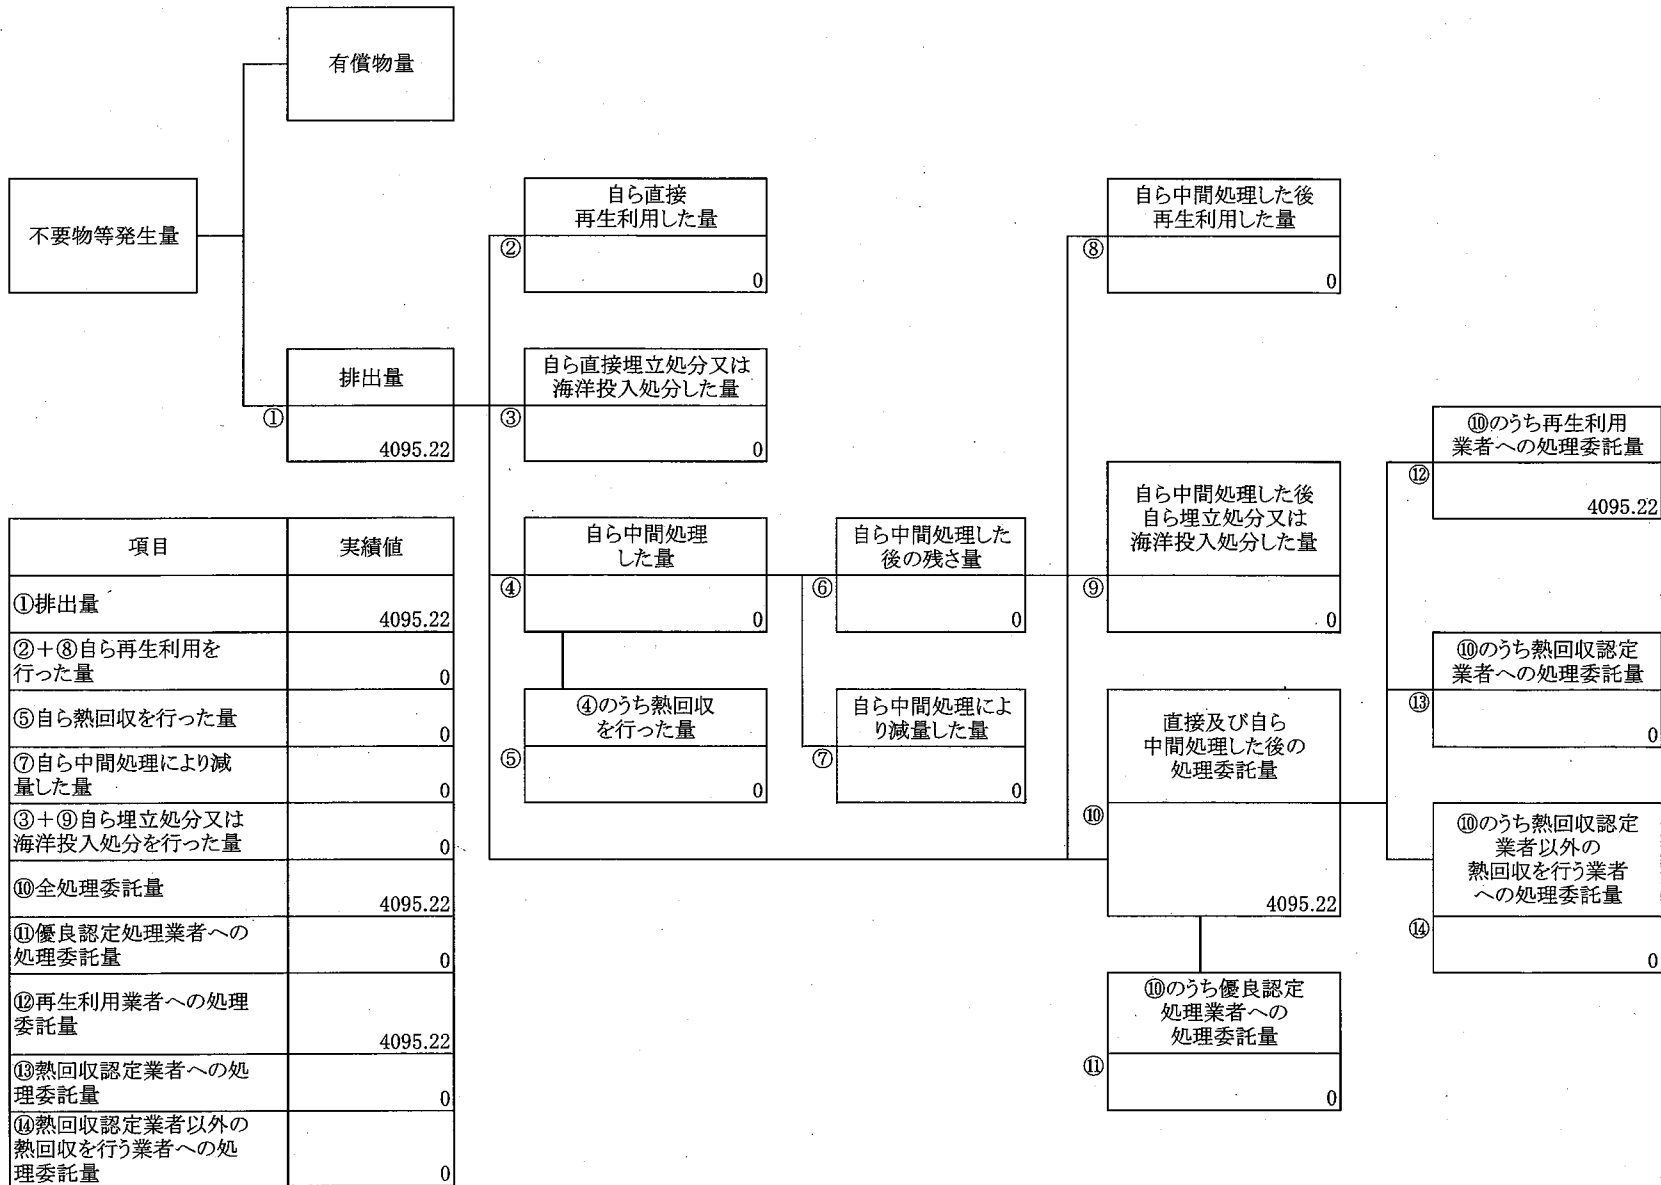 有償物量
不要物等発生量
自ら直接
再生利用した量
②
0
自ら中間処理した後
再生利用した量
⑧
0
排出量
①
4095.22
自ら直接埋立処分又は
海洋投入処分した量
③
0
⑩のうち再生利用
業者への処理委託量
⑫
4095.22
自ら中間処理
した量
④
0
自ら中間処理した
後の残さ量
⑥
0
自ら中間処理した後
自ら埋立処分又は
海洋投入処分した量
⑨
0
⑩のうち熱回収認定
業者への処理委託量
⑬
0
④のうち熱回収
を行った量
⑤
0
自ら中間処理によ
り減量した量
⑦
0
直接及び自ら
中間処理した後の
処理委託量
⑩
4095.22
⑩のうち熱回収認定
業者以外の
熱回収を行う業者
への処理委託量
⑭
0
⑩のうち優良認定
処理業者への
処理委託量
⑪
0
項目 実績値
①排出量
4095.22
②+⑧自ら再生利用を
行った量
0
⑤自ら熱回収を行った量
0
⑦自ら中間処理により減
量した量
0
③+⑨自ら埋立処分又は
海洋投入処分を行った量
0
⑩全処理委託量
4095.22
⑪優良認定処理業者への
処理委託量
0
⑫再生利用業者への処理
委託量
4095.22
⑬熱回収認定業者への処
理委託量
0
⑭熱回収認定業者以外の
熱回収を行う業者への処
理委託量
0